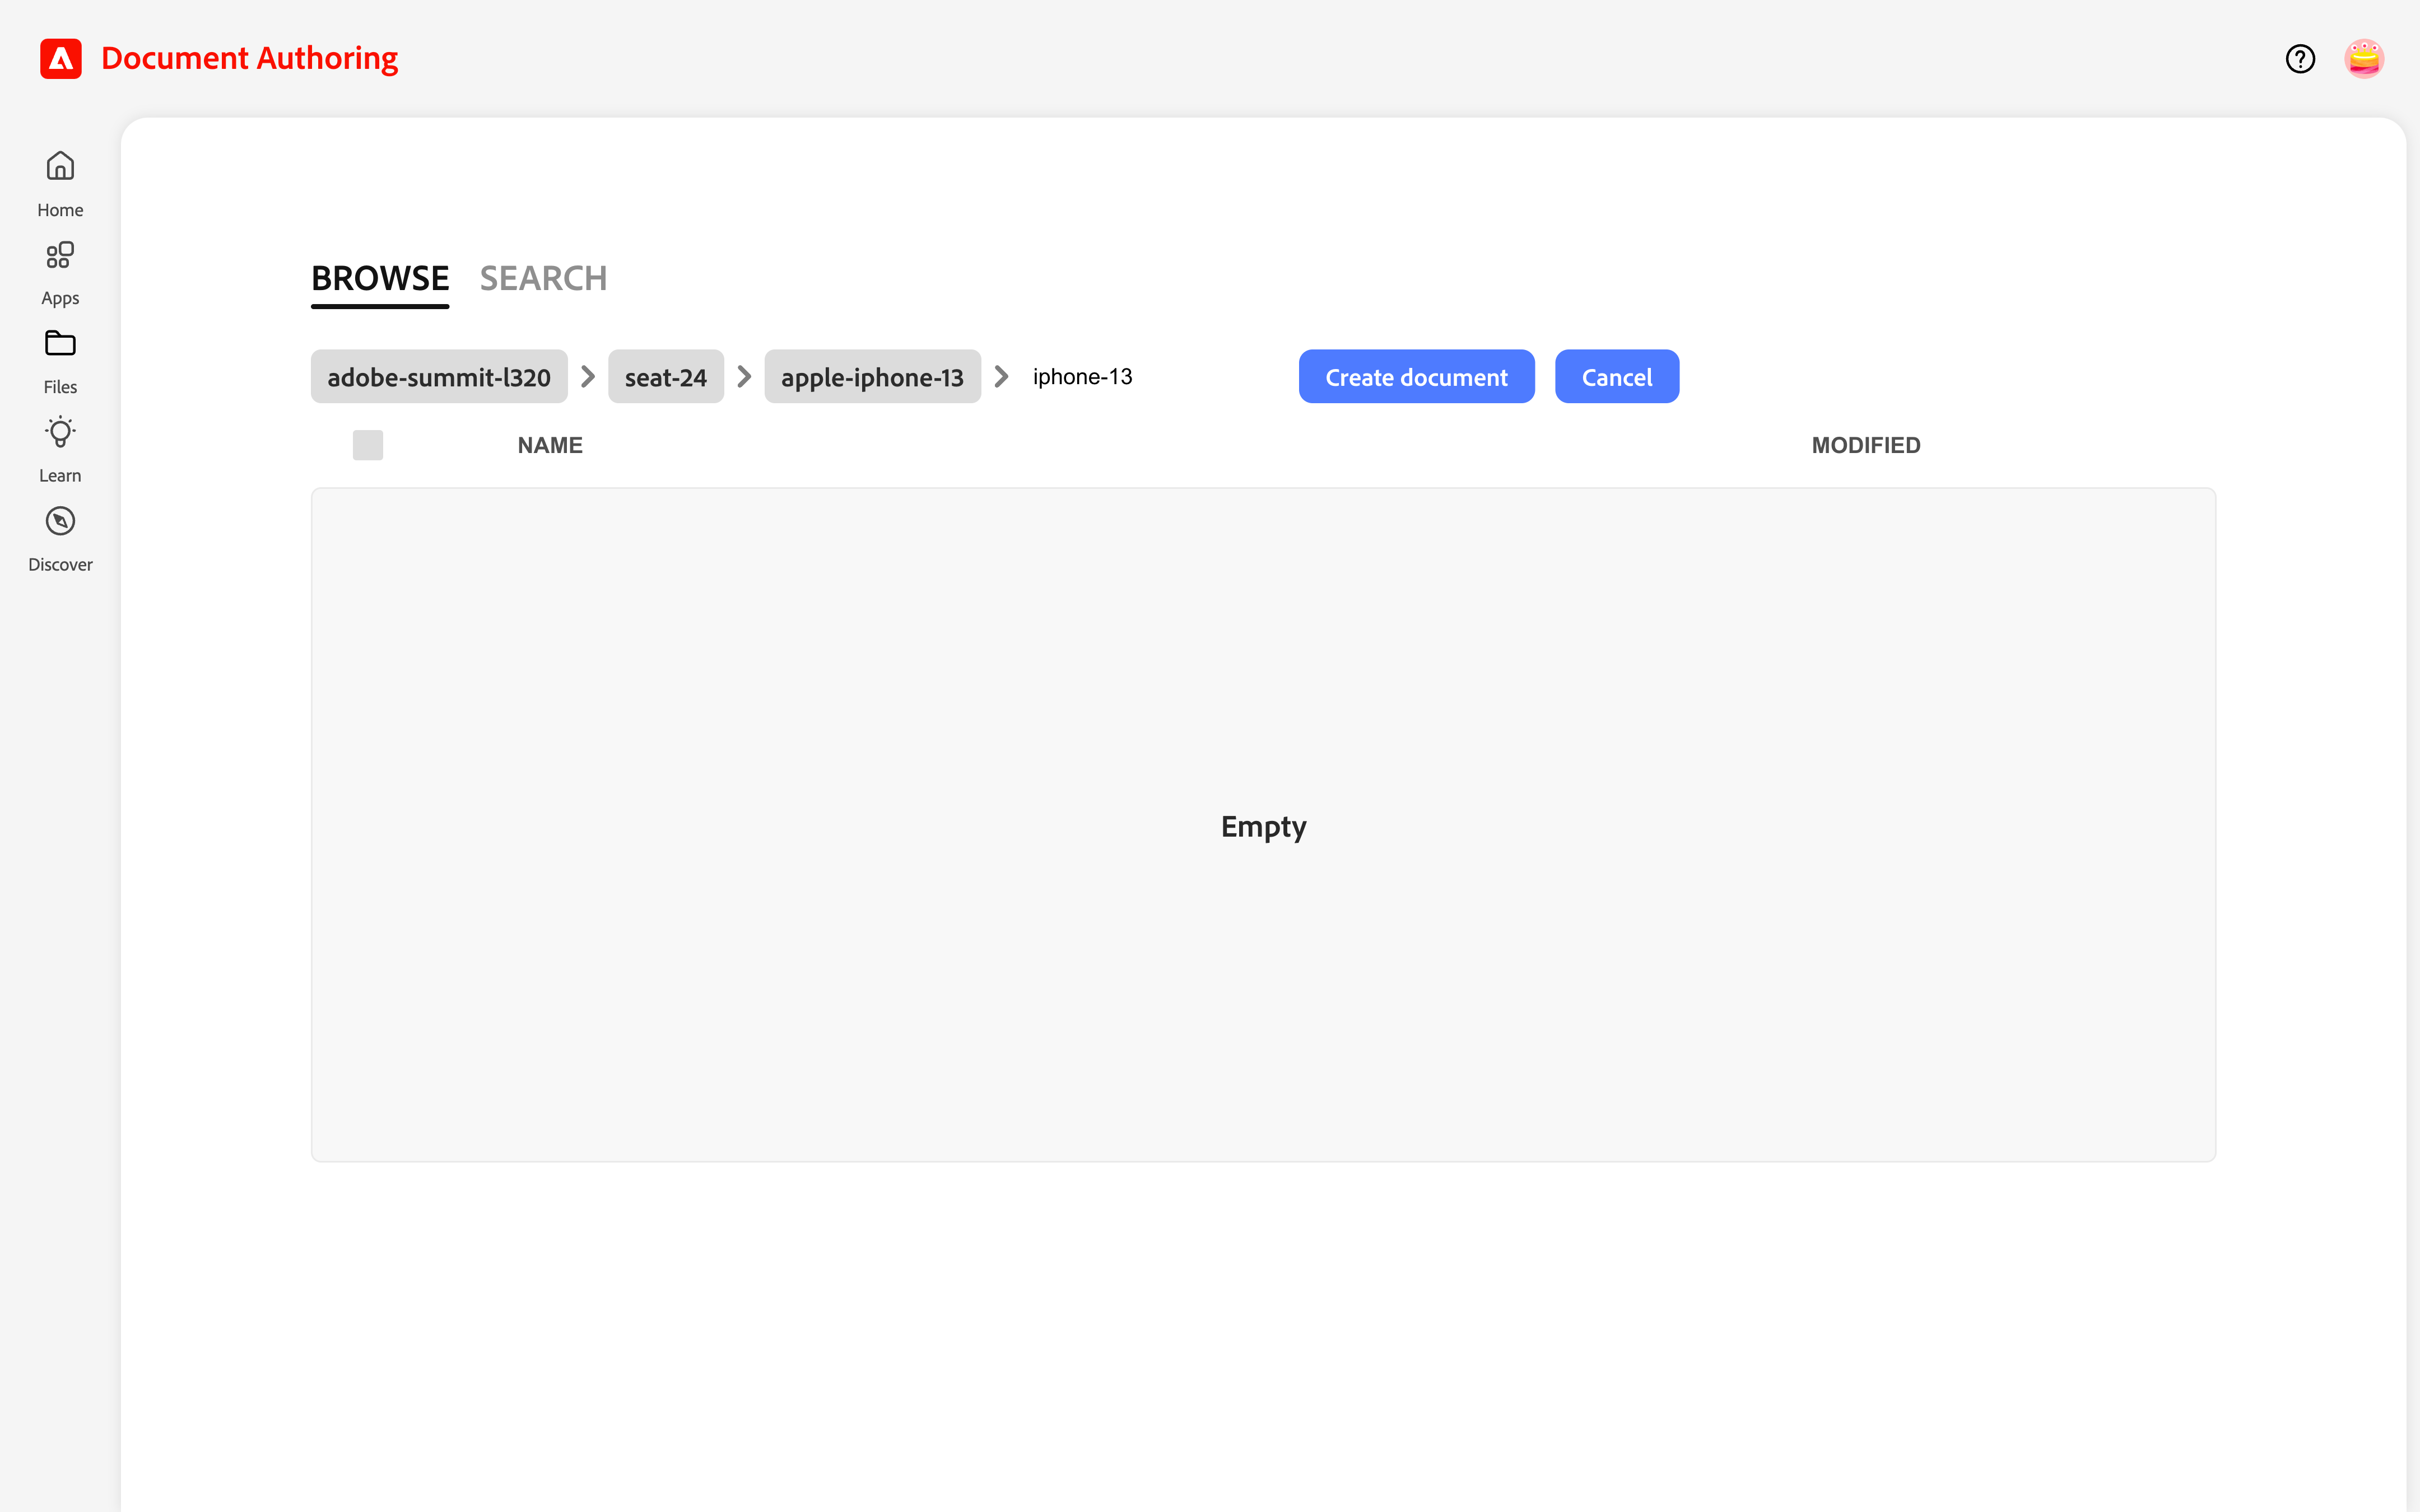 Document Authoring
Home
Apps
Files
Learn
Discover
BROWSE SEARCH
adobe-summit-l320 seat-24 apple-iphone-13 iphone-13 Create document Cancel
NAME MODIFIED
Empty